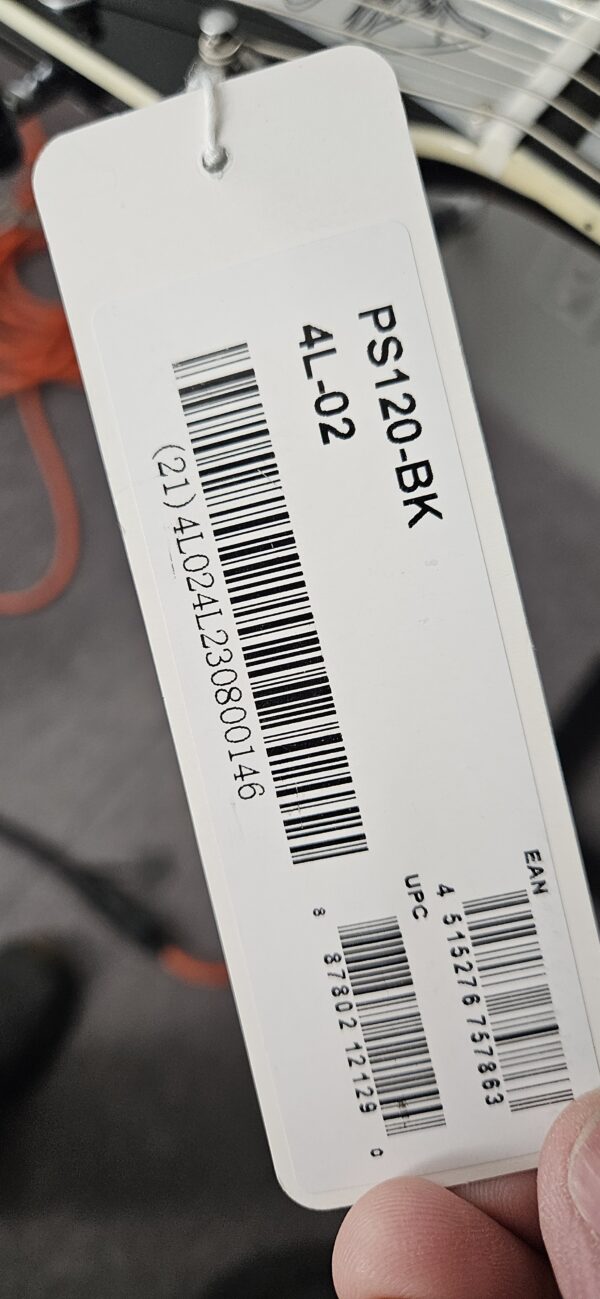 PS120-BK
4L-02
(21)4L024L230800146
EAN
4 515276 757863
UPC
8 87802 12129 0